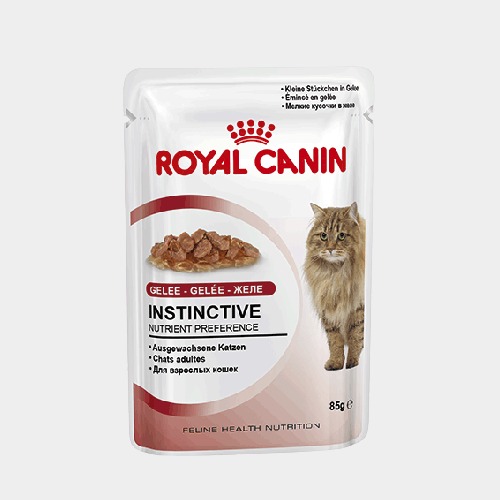 • Kleine Stückchen in Gelee
• Émincé en gelée
• Мелкие кусочки в желе
ROYAL CANIN
GELEE - GELÉE - ЖЕЛЕ
INSTINCTIVE
NUTRIENT PREFERENCE
• Ausgewachsene Katzen
• Chats adultes
• Для взрослых кошек
85g e
FELINE HEALTH NUTRITION